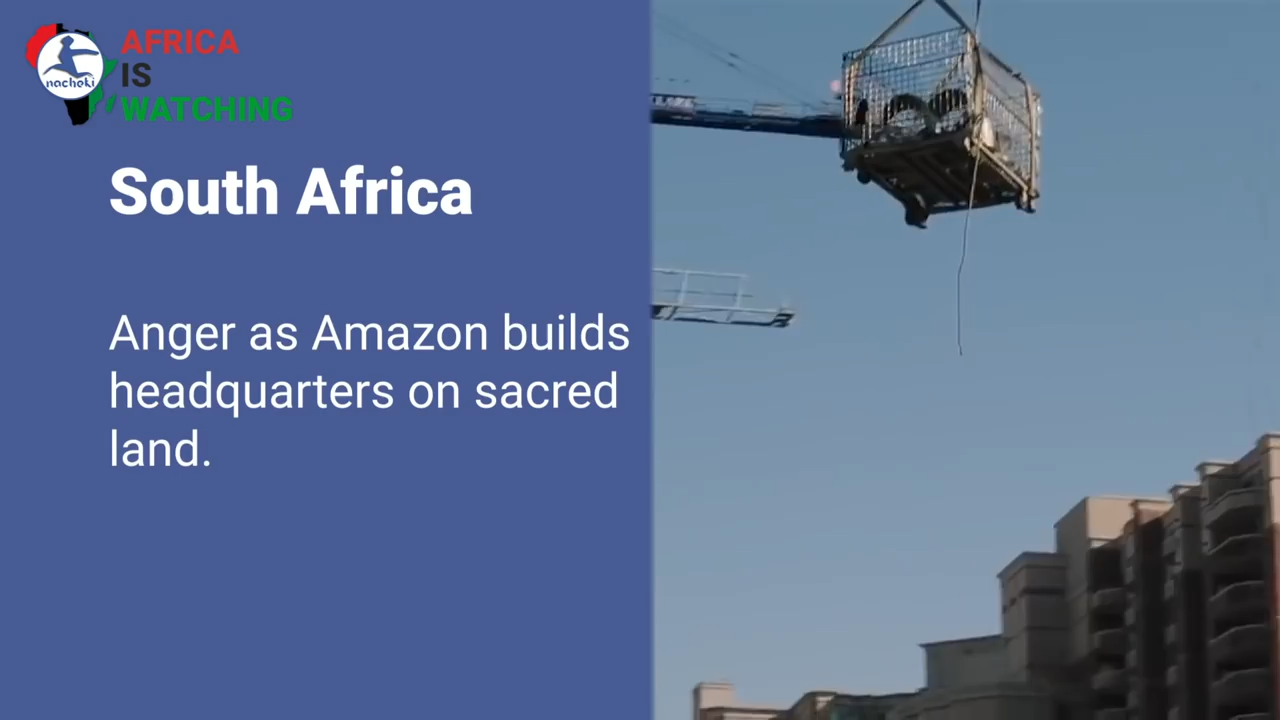 AFRICA
IS
WATCHING
nacheki
South Africa
Anger as Amazon builds
headquarters on sacred
land.